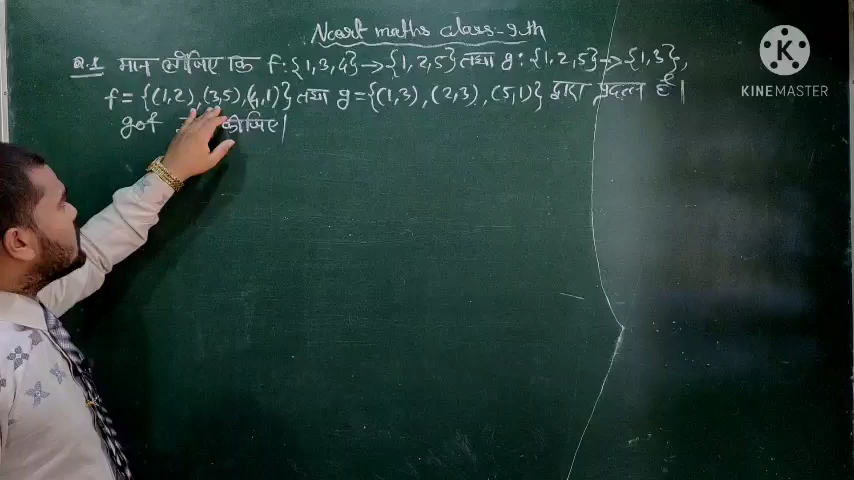 Ncert maths class-9th
Q.1 मान लीजिए कि f:{1,3,4}→{1,2,5} तथा g:{1,2,5}→{1,3},
f={(1,2),(3,5),(4,1)} तथा g={(1,3),(2,3),(5,1)} द्वारा प्रदत्त हैं।
gof कीजिए।
KINEMASTER